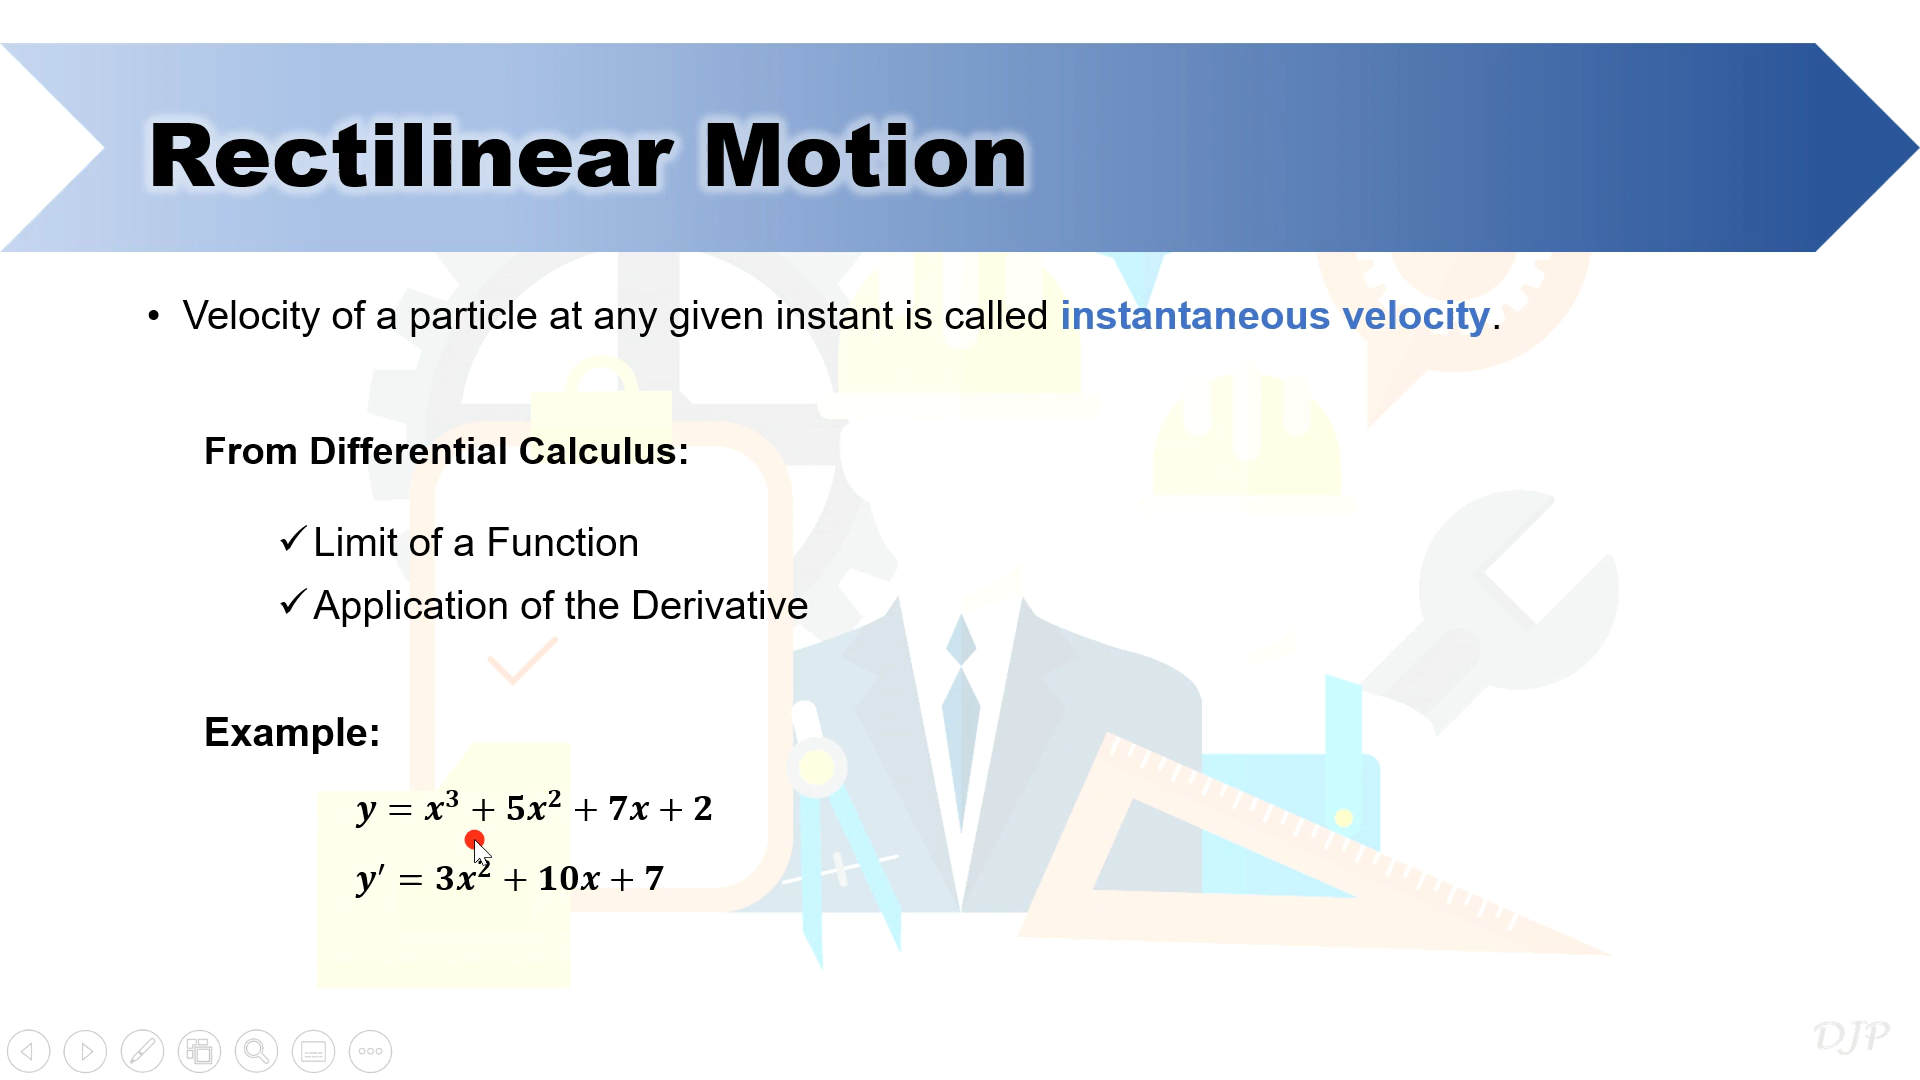 Rectilinear Motion
• Velocity of a particle at any given instant is called instantaneous velocity.
From Differential Calculus:
✓ Limit of a Function
✓ Application of the Derivative
Example:
y = x³ + 5x² + 7x + 2
y′ = 3x² + 10x + 7
DJP